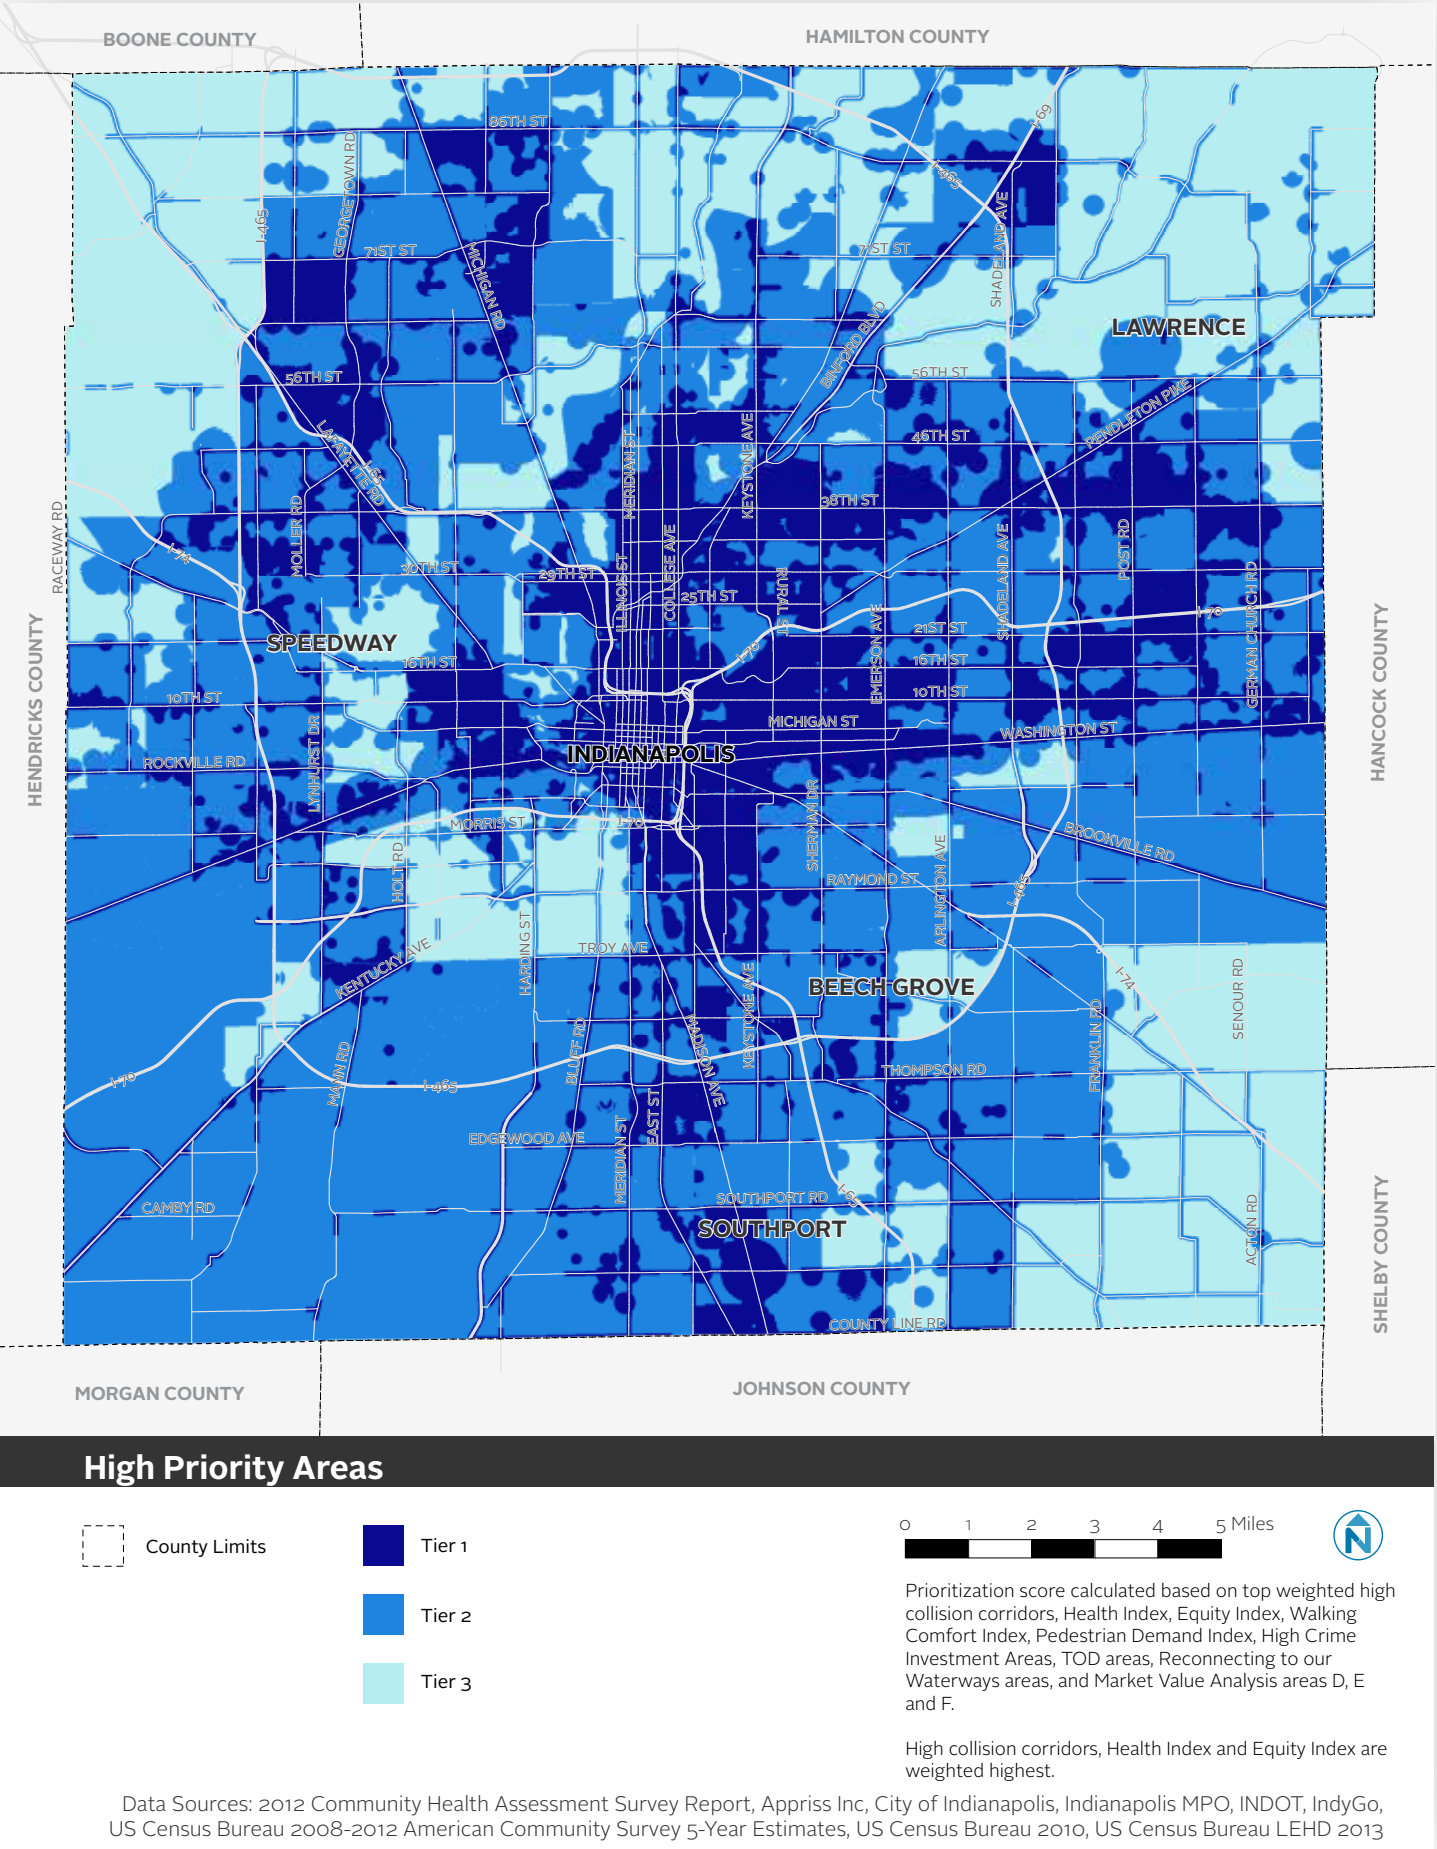 BOONE COUNTY
HAMILTON COUNTY
86TH ST
I-69
I-465
GEORGETOWN RD
I-465
SHADELAND AVE
71ST ST
71ST ST
MICHIGAN RD
LAWRENCE
BINFORD BLVD
56TH ST
56TH ST
PENDLETON PIKE
LAFAYETTE RD
I-65
46TH ST
MERIDIAN ST
KEYSTONE AVE
38TH ST
RACEWAY RD
MOLLER RD
I-74
30TH ST
29TH ST
ILLINOIS ST
COLLEGE AVE
25TH ST
RURAL ST
SHADELAND AVE
POST RD
GERMAN CHURCH RD
I-70
HENDRICKS COUNTY
HANCOCK COUNTY
SPEEDWAY
16TH ST
I-70
EMERSON AVE
21ST ST
16TH ST
10TH ST
10TH ST
MICHIGAN ST
WASHINGTON ST
INDIANAPOLIS
ROCKVILLE RD
LYNHURST DR
MORRIS ST
I-70
SHERMAN DR
BROOKVILLE RD
HOLT RD
RAYMOND ST
ARLINGTON AVE
I-465
HARDING ST
TROY AVE
KENTUCKY AVE
BEECH GROVE
KEYSTONE AVE
I-74
SENOUR RD
FRANKLIN RD
MADISON AVE
BLUFF RD
MANN RD
I-70
I-465
THOMPSON RD
EDGEWOOD AVE
MERIDIAN ST
EAST ST
CAMBY RD
SOUTHPORT RD
I-65
SOUTHPORT
ACTON RD
SHELBY COUNTY
COUNTY LINE RD
MORGAN COUNTY
JOHNSON COUNTY
High Priority Areas
County Limits
Tier 1
Tier 2
Tier 3
0 1 2 3 4 5 Miles
N
Prioritization score calculated based on top weighted high
collision corridors, Health Index, Equity Index, Walking
Comfort Index, Pedestrian Demand Index, High Crime
Investment Areas, TOD areas, Reconnecting to our
Waterways areas, and Market Value Analysis areas D, E
and F.
High collision corridors, Health Index and Equity Index are
weighted highest.
Data Sources: 2012 Community Health Assessment Survey Report, Appriss Inc, City of Indianapolis, Indianapolis MPO, INDOT, IndyGo,
US Census Bureau 2008-2012 American Community Survey 5-Year Estimates, US Census Bureau 2010, US Census Bureau LEHD 2013